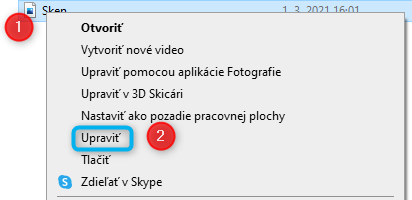 1 Sken 1. 3. 2021 16:01
Otvoriť
Vytvoriť nové video
Upraviť pomocou aplikácie Fotografie
Upraviť v 3D Skicári
Nastaviť ako pozadie pracovnej plochy
Upraviť 2
Tlačiť
Zdieľať v Skype